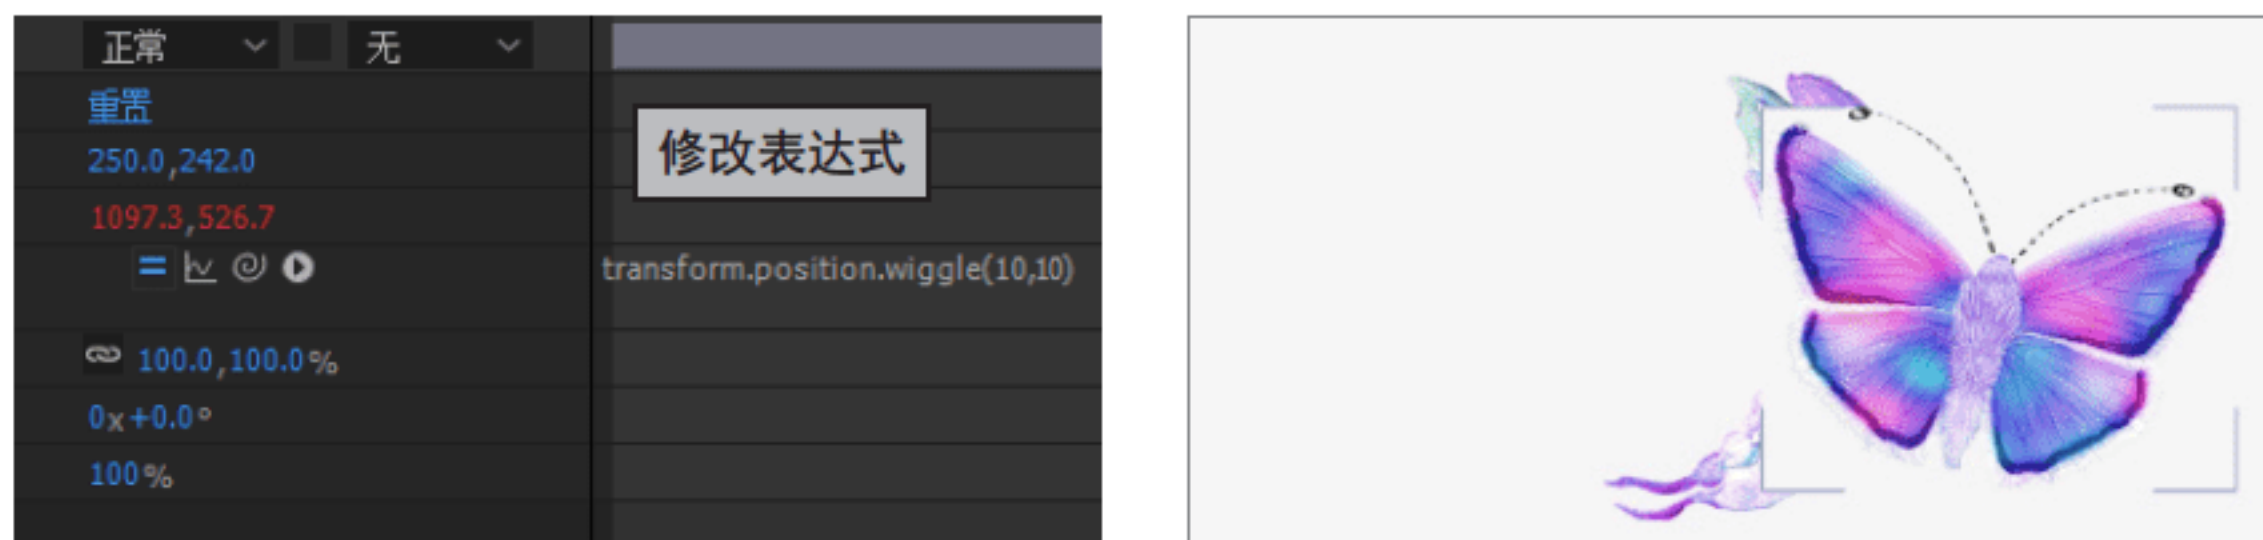 正常 无
重置
修改表达式
250.0,242.0
1097.3,526.7
transform.position.wiggle(10,10)
100.0,100.0%
0x+0.0°
100%